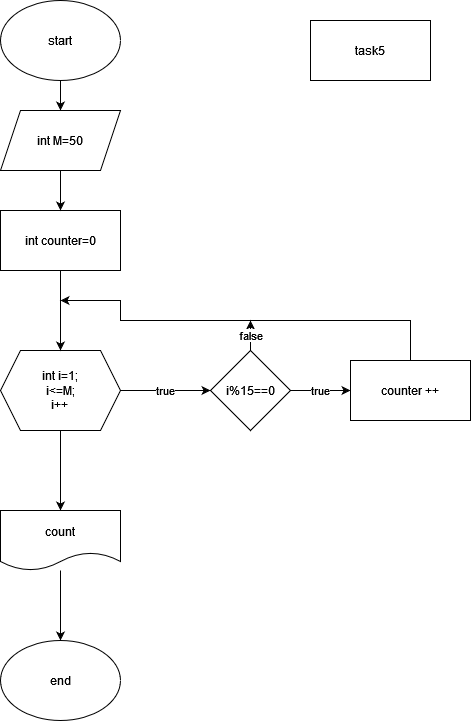 start
task5
int M=50
int counter=0
false
int i=1;
i<=M;
i++
true
i%15==0
true
counter ++
count
end